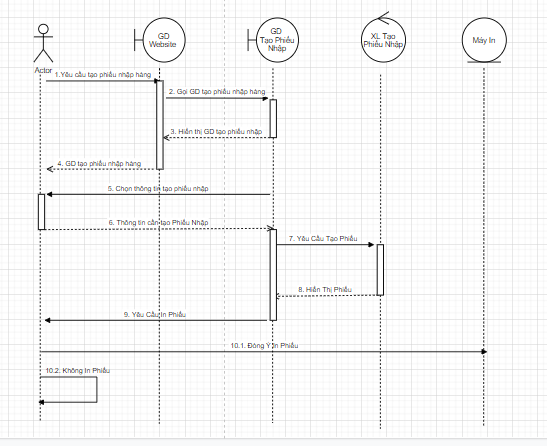 GD
Website
GD
Tạo Phiếu
Nhập
XL Tạo
Phiếu Nhập
Máy In
Actor
1.Yêu cầu tạo phiếu nhập hàng
2. Gọi GD tạo phiếu nhập hàng
3. Hiển thị GD tạo phiếu nhập
4. GD tạo phiếu nhập hàng
5. Chọn thông tin tạo phiếu nhập
6. Thông tin cần tạo Phiếu Nhập
7. Yêu Cầu Tạo Phiếu
8. Hiển Thị Phiếu
9. Yêu Cầu In Phiếu
10.1. Đồng Ý In Phiếu
10.2. Không In Phiếu